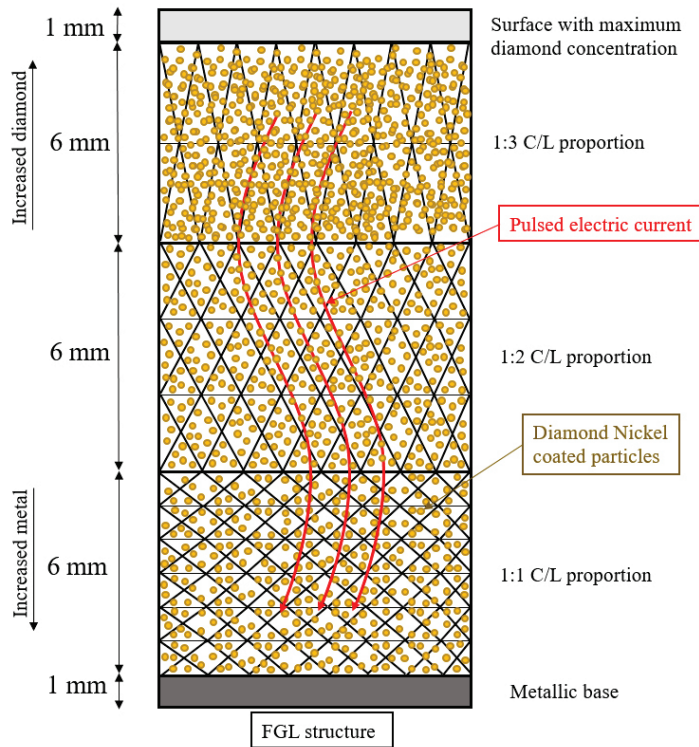 1 mm
Surface with maximum
diamond concentration
Increased diamond
6 mm
1:3 C/L proportion
Pulsed electric current
6 mm
1:2 C/L proportion
Diamond Nickel
coated particles
Increased metal
6 mm
1:1 C/L proportion
1 mm
Metallic base
FGL structure